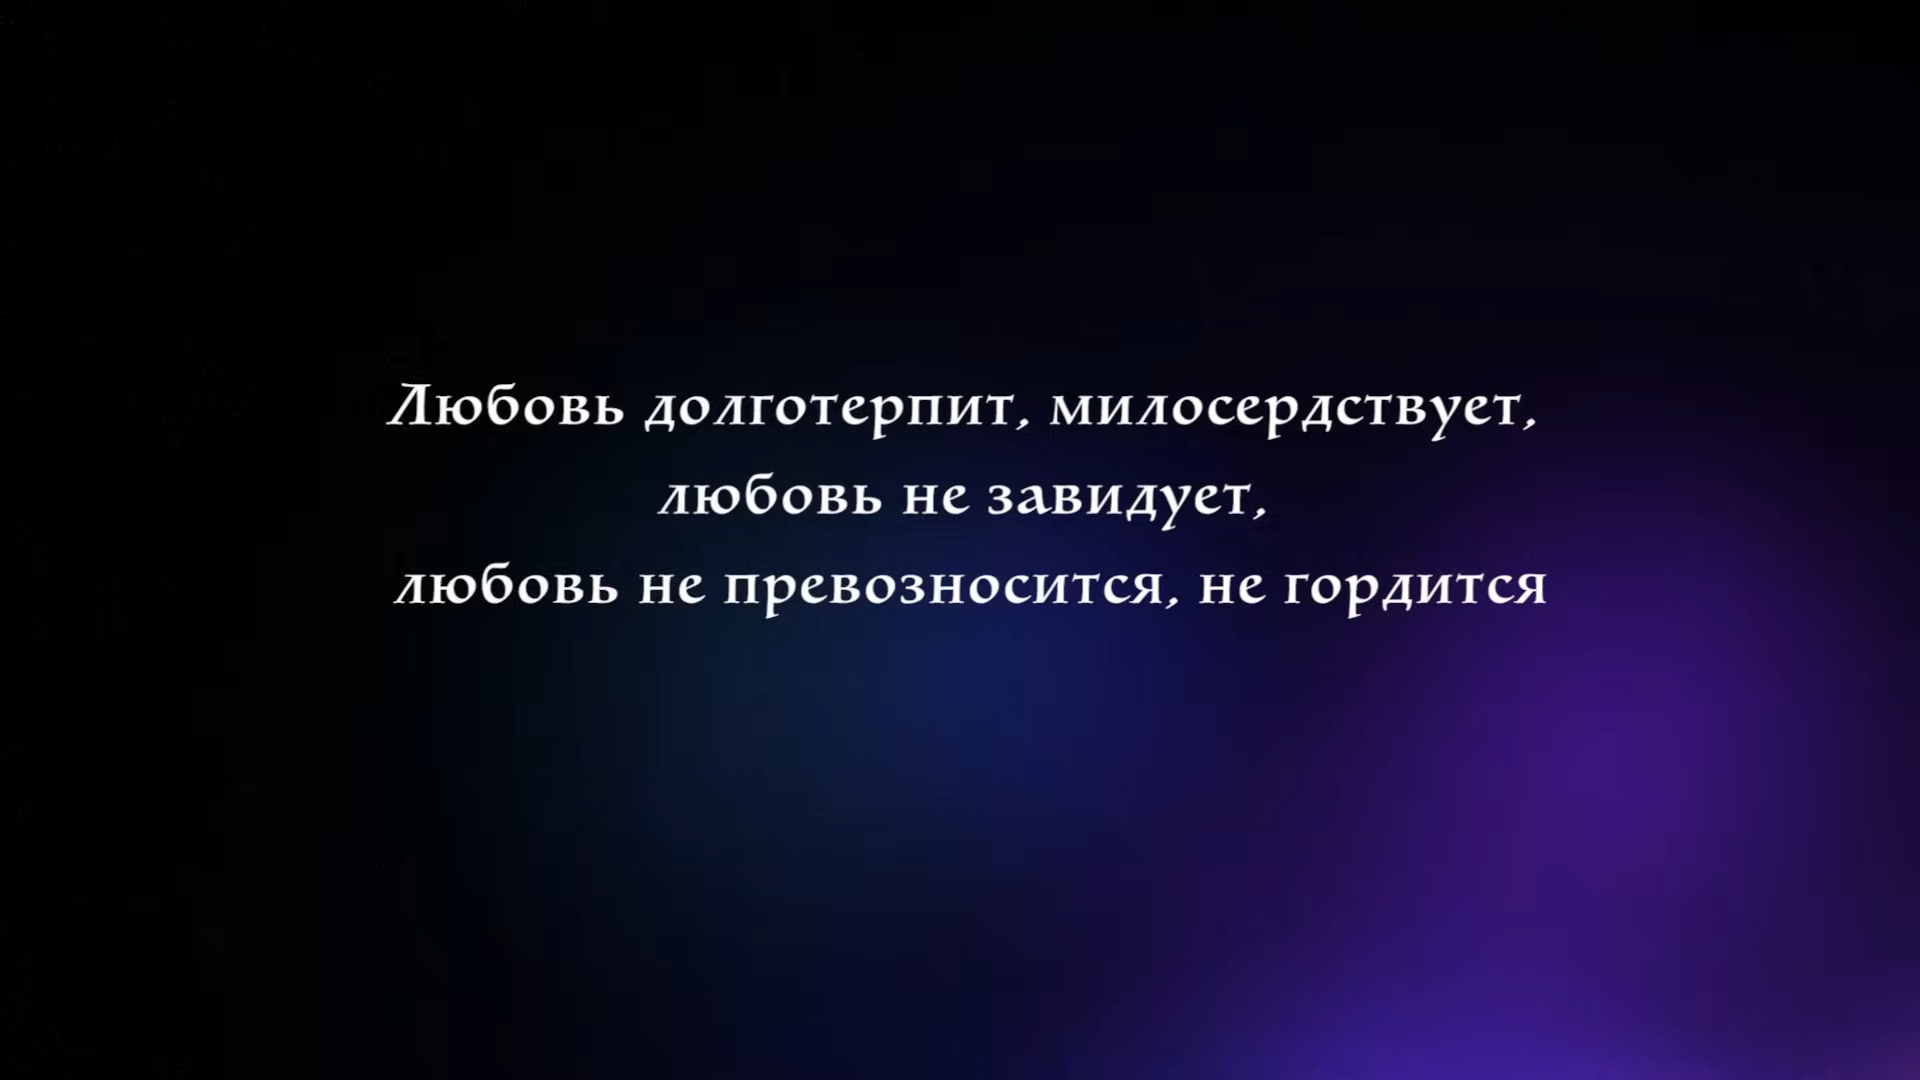 Любовь долготерпит, милосердствует,
любовь не завидует,
любовь не превозносится, не гордится